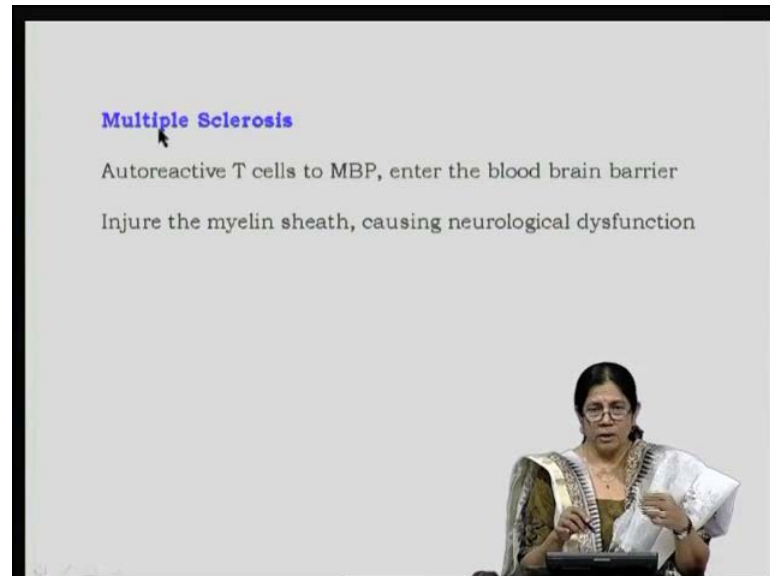 Multiple Sclerosis
Autoreactive T cells to MBP, enter the blood brain barrier
Injure the myelin sheath, causing neurological dysfunction